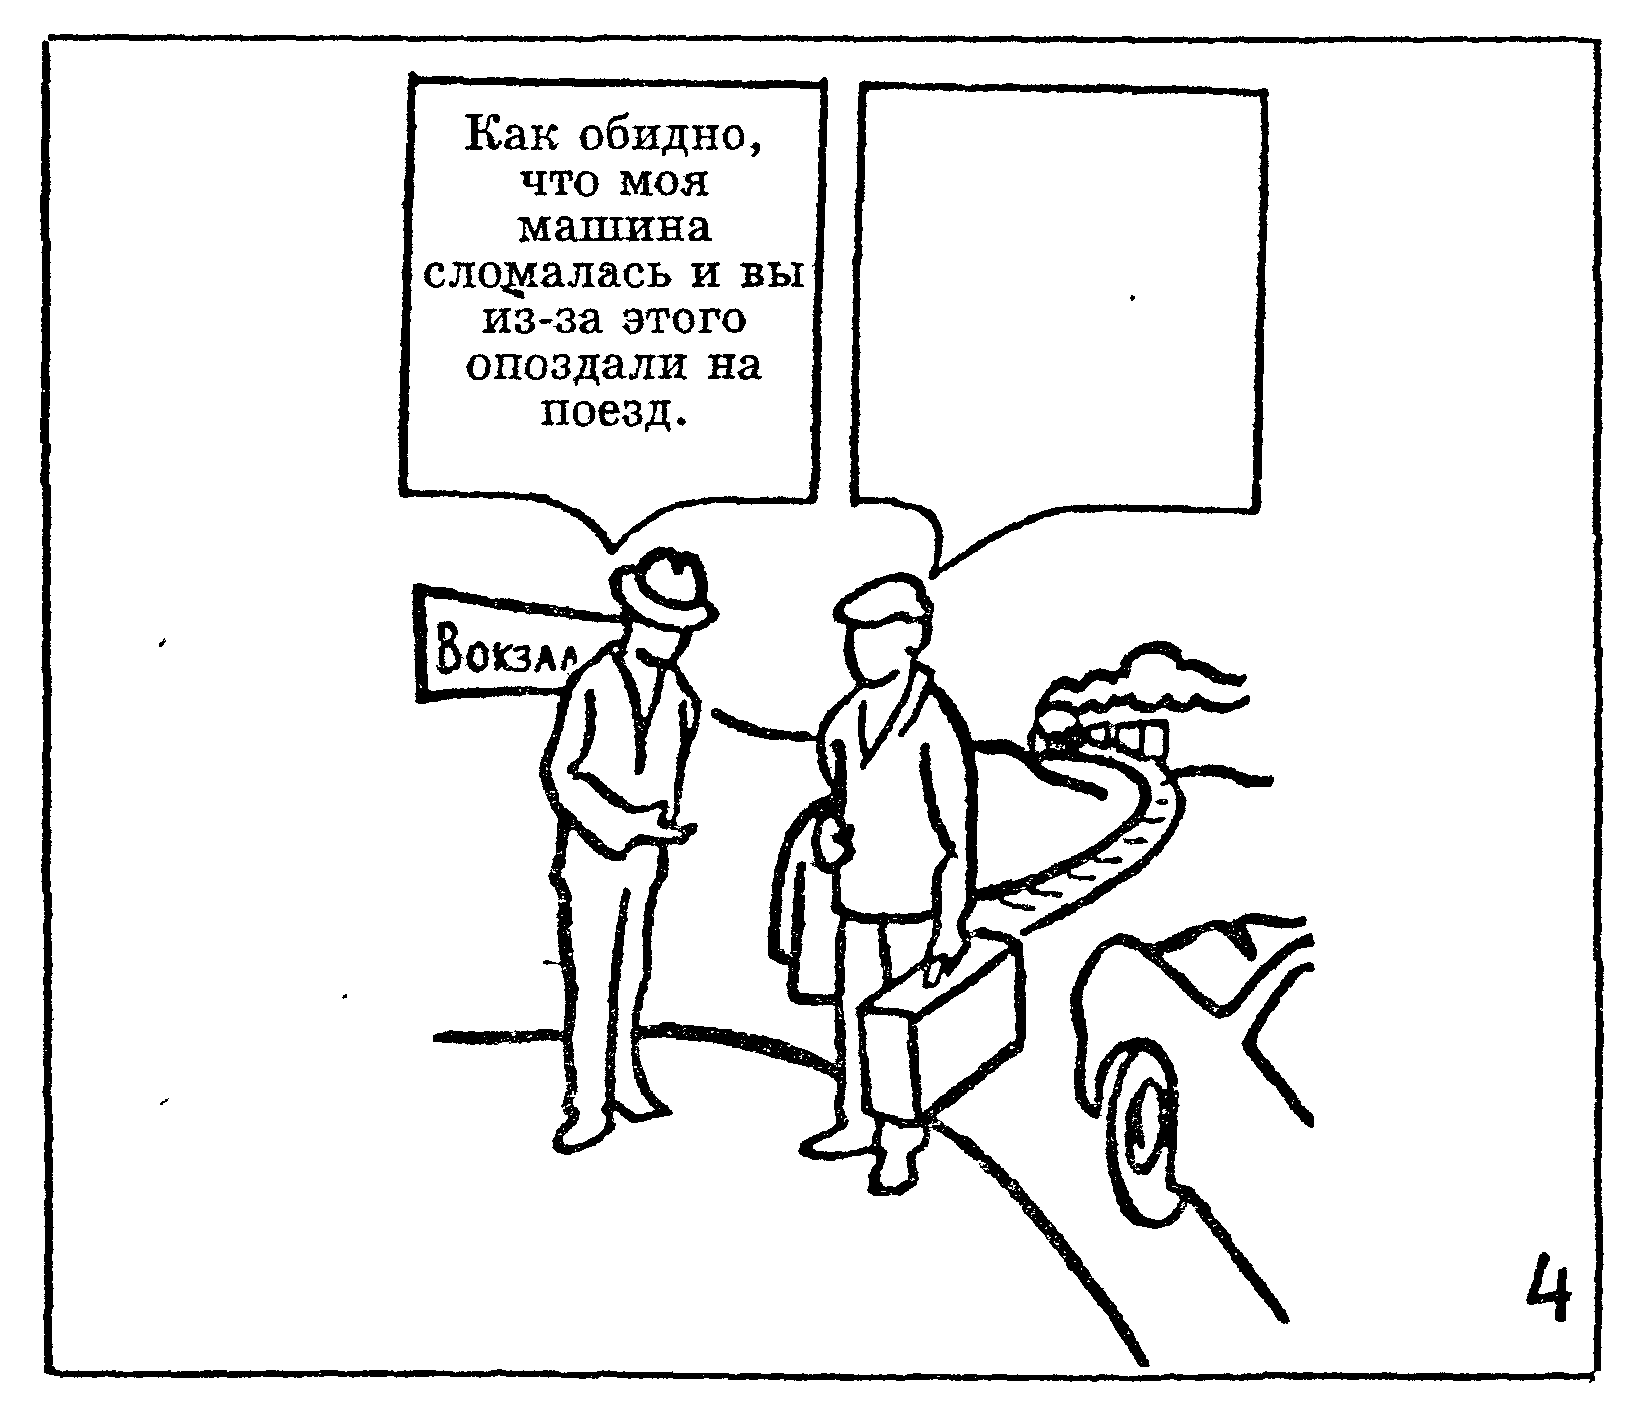 Как обидно,
что моя
машина
сломалась и вы
из-за этого
опоздали на
поезд.
Вокзал
4